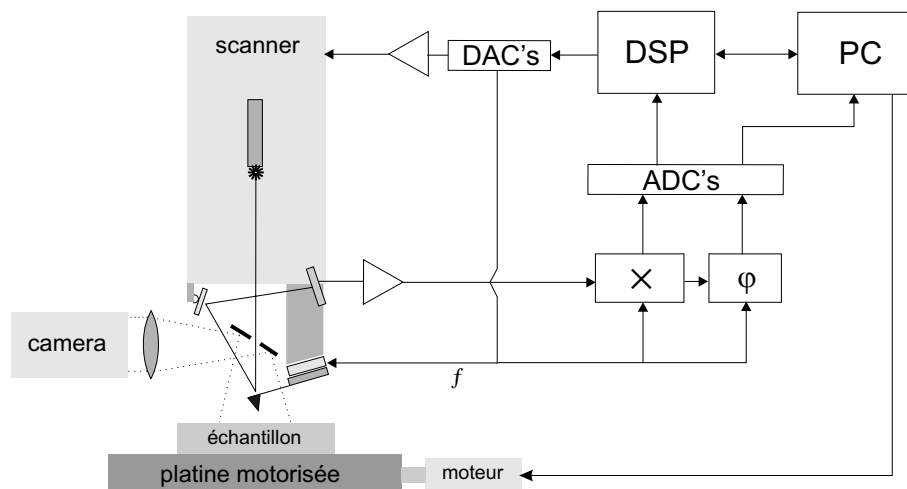 scanner
DAC's
DSP
PC
ADC's
×
φ
camera
f
échantillon
platine motorisée
moteur